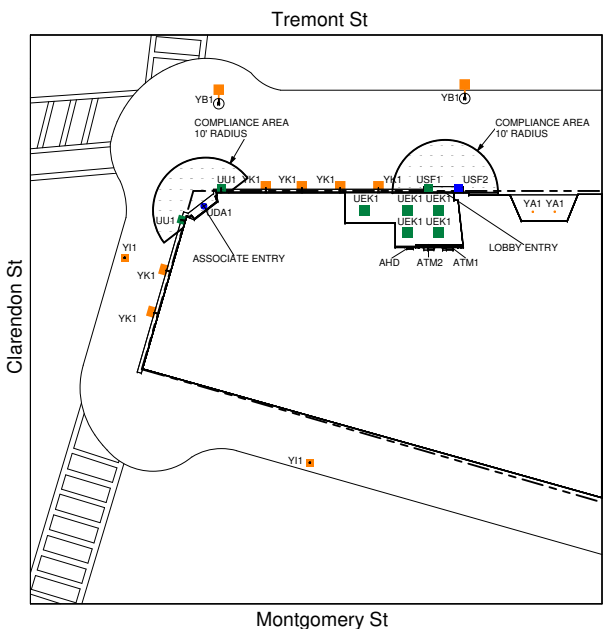 Tremont St
YB1
YB1
COMPLIANCE AREA
10' RADIUS
COMPLIANCE AREA
10' RADIUS
UU1
YK1
YK1
YK1
YK1
USF1
USF2
UEK1
UEK1
UEK1
YA1
YA1
UU1
UDA1
UEK1
UEK1
YI1
ASSOCIATE ENTRY
LOBBY ENTRY
AHD
ATM2
ATM1
YK1
YK1
Clarendon St
YI1
Montgomery St